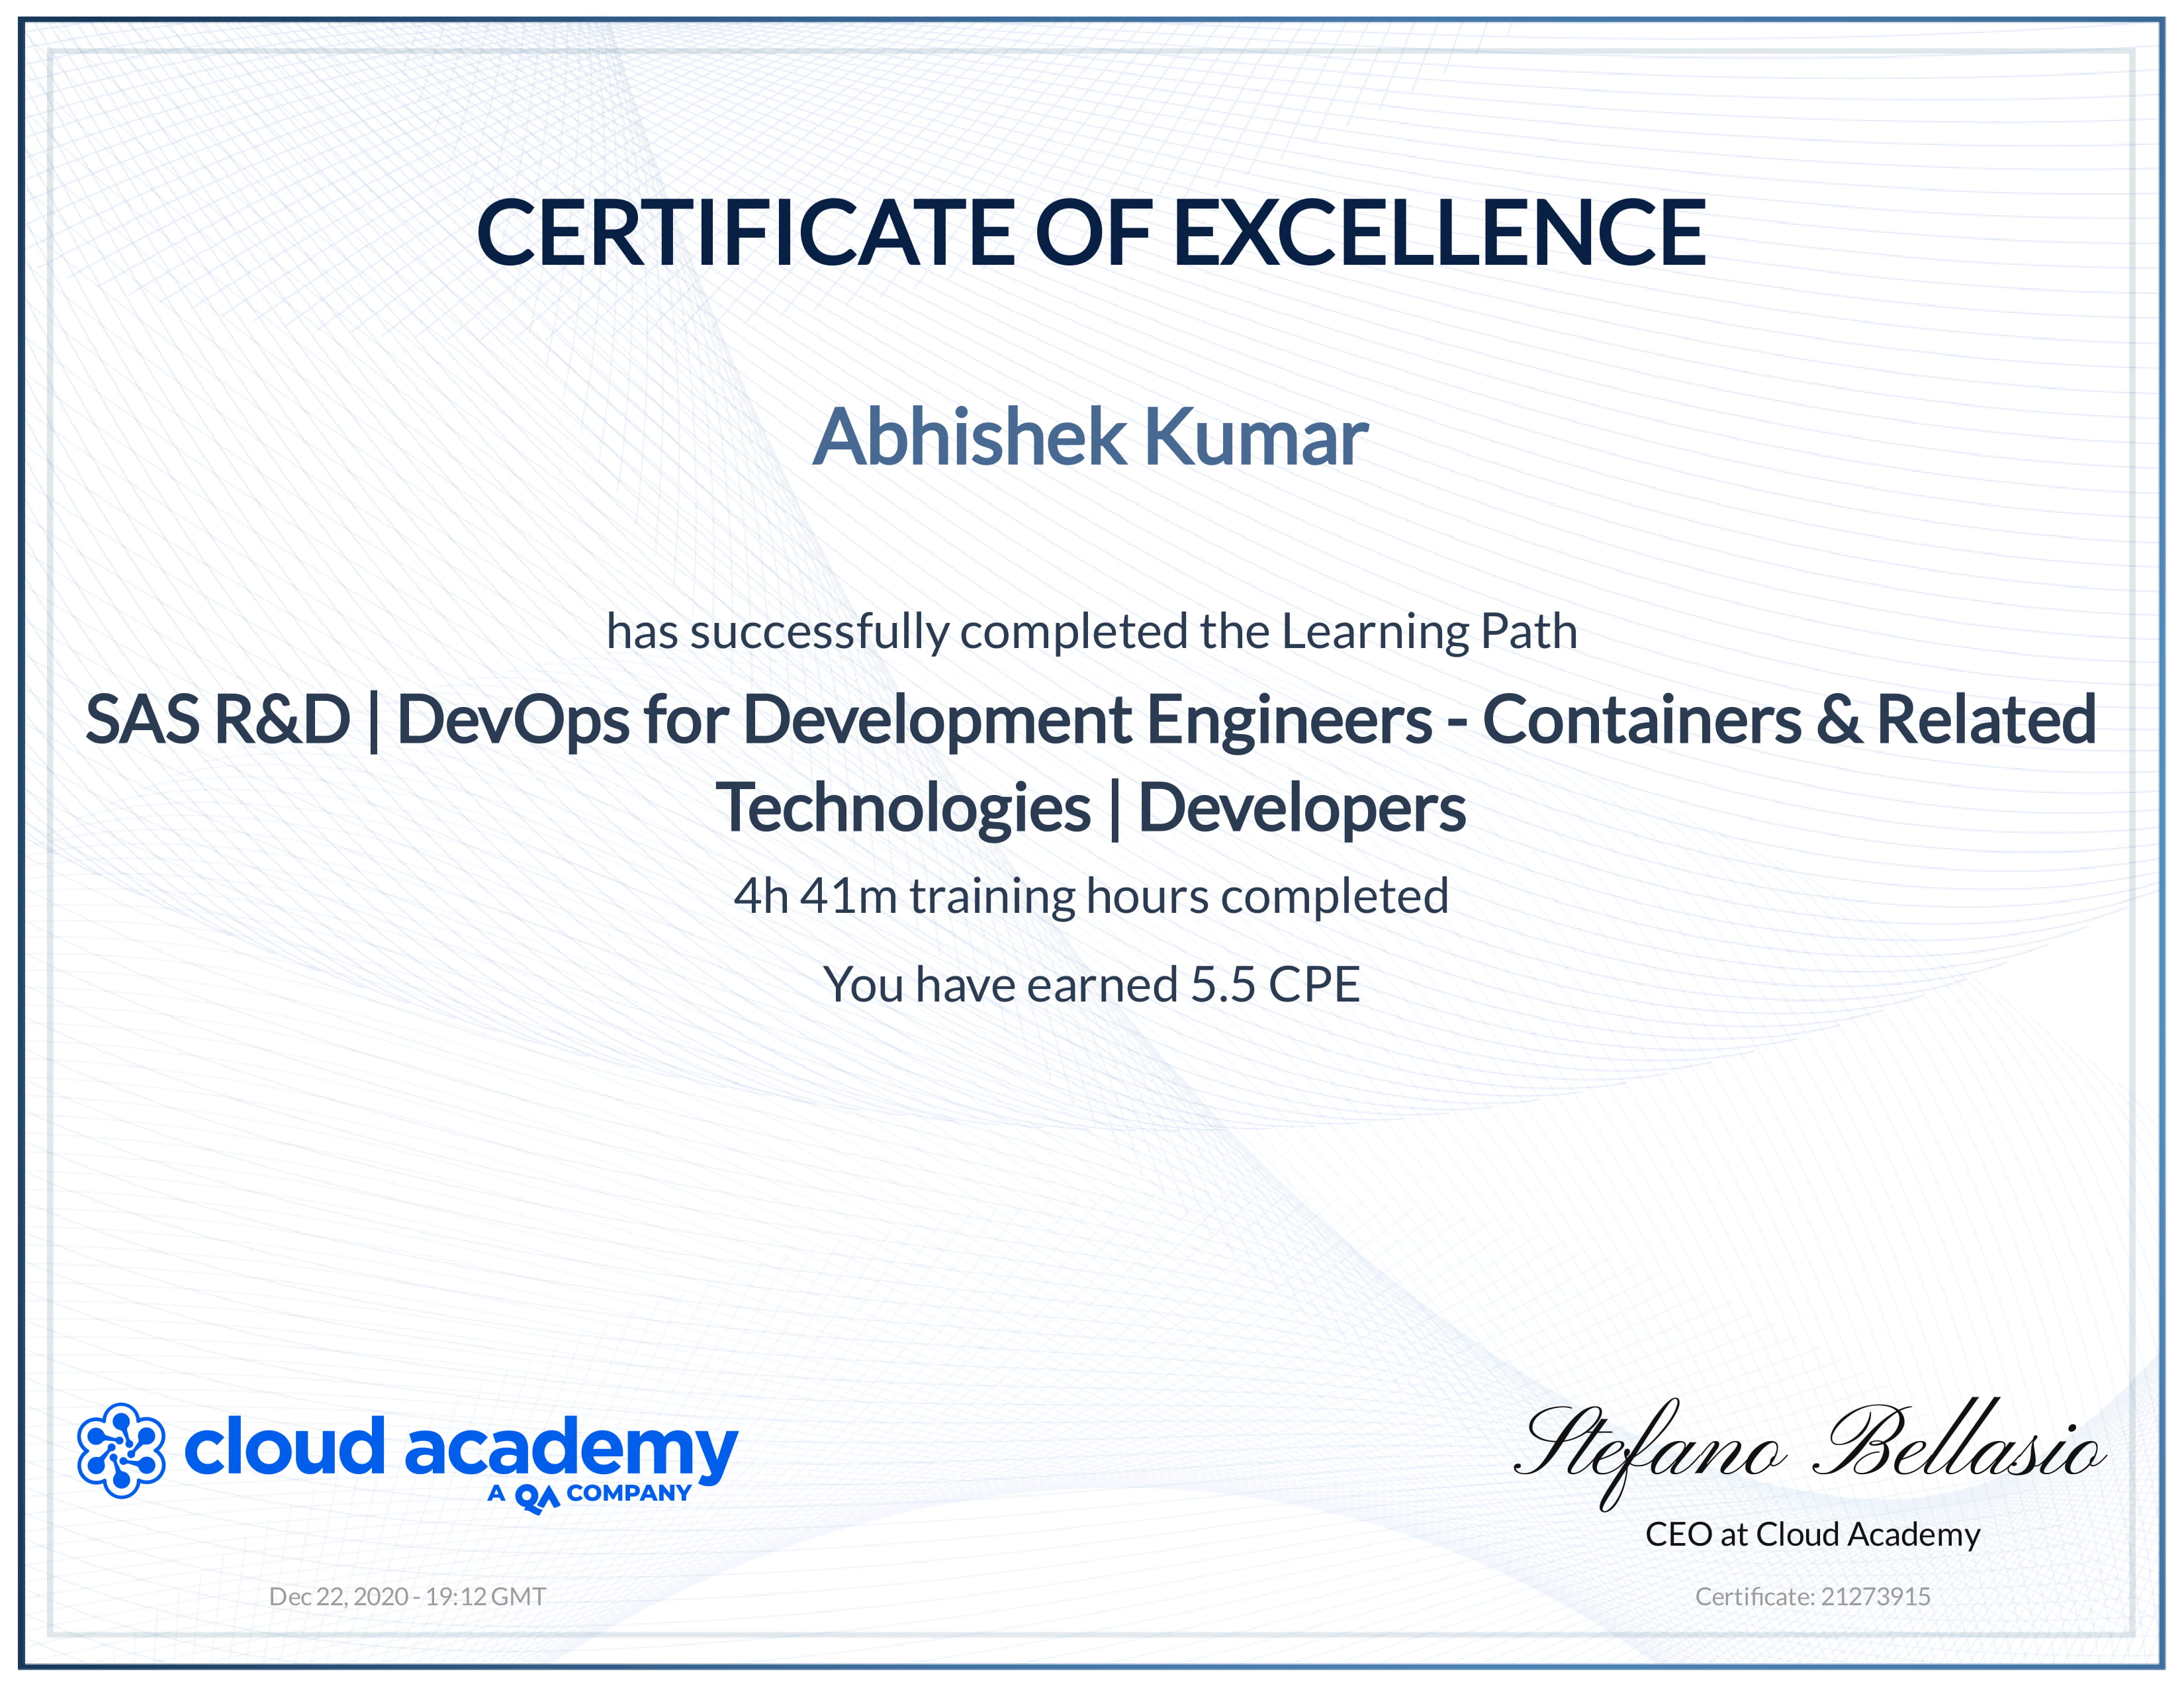 CERTIFICATE OF EXCELLENCE
Abhishek Kumar
has successfully completed the Learning Path
SAS R&D | DevOps for Development Engineers - Containers & Related
Technologies | Developers
4h 41m training hours completed
You have earned 5.5 CPE
cloud academy
A QA COMPANY
Stefano Bellasio
CEO at Cloud Academy
Dec 22, 2020 - 19:12 GMT
Certificate: 21273915